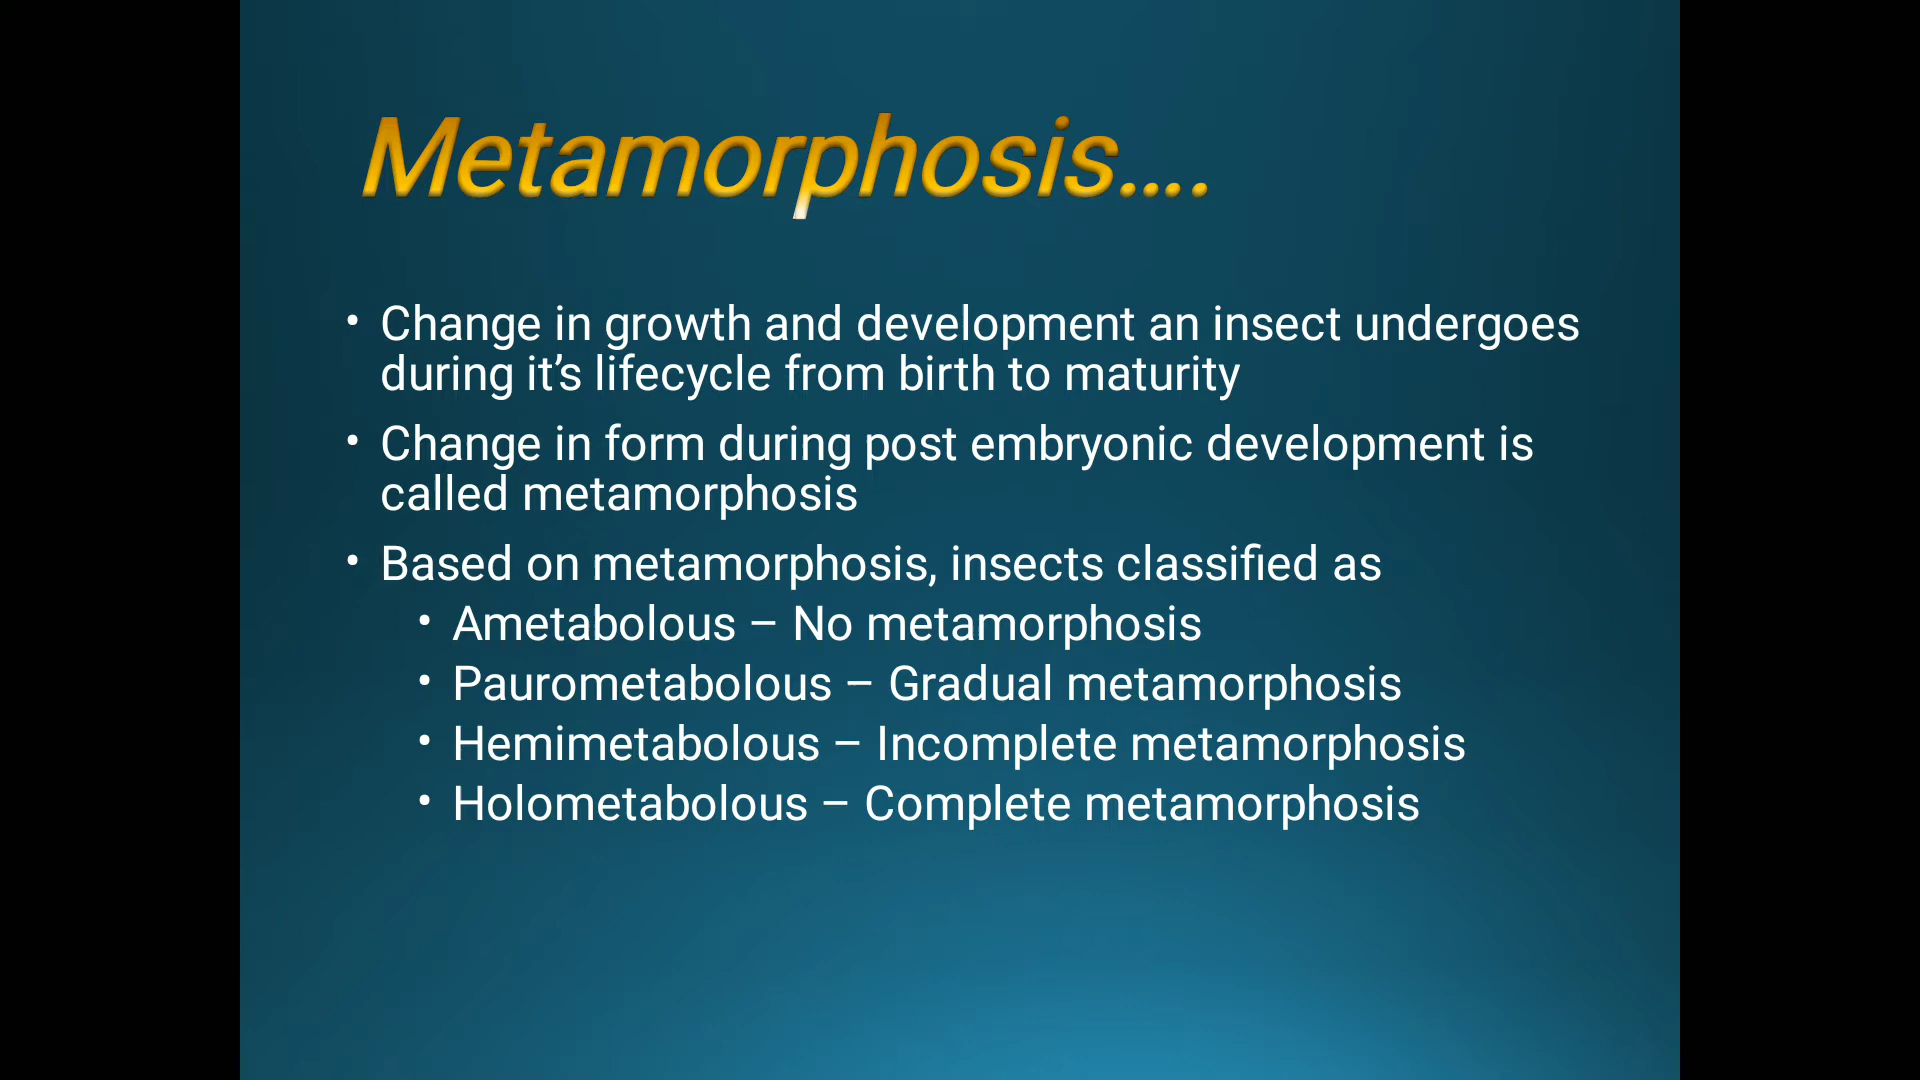 Metamorphosis....
• Change in growth and development an insect undergoes
during it’s lifecycle from birth to maturity
• Change in form during post embryonic development is
called metamorphosis
• Based on metamorphosis, insects classified as
• Ametabolous – No metamorphosis
• Paurometabolous – Gradual metamorphosis
• Hemimetabolous – Incomplete metamorphosis
• Holometabolous – Complete metamorphosis